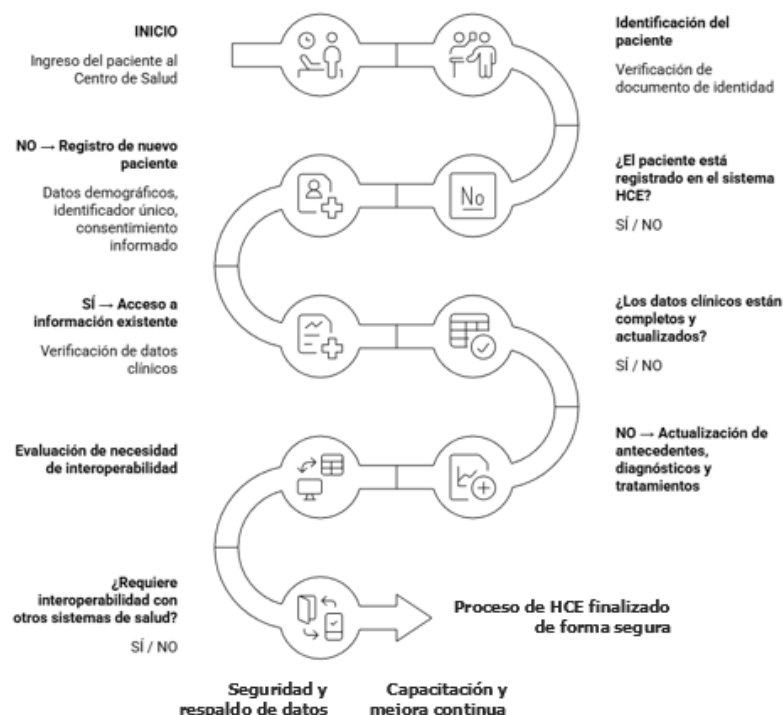 INICIO
Ingreso del paciente al
Centro de Salud
Identificación del
paciente
Verificación de
documento de identidad
¿El paciente está
registrado en el sistema
HCE?
SÍ / NO
No
NO → Registro de nuevo
paciente
Datos demográficos,
identificador único,
consentimiento
informado
SÍ → Acceso a
información existente
Verificación de datos
clínicos
¿Los datos clínicos están
completos y
actualizados?
SÍ / NO
NO → Actualización de
antecedentes,
diagnósticos y
tratamientos
Evaluación de necesidad
de interoperabilidad
¿Requiere
interoperabilidad con
otros sistemas de salud?
SÍ / NO
Proceso de HCE finalizado
de forma segura
Seguridad y
respaldo de datos
Capacitación y
mejora continua